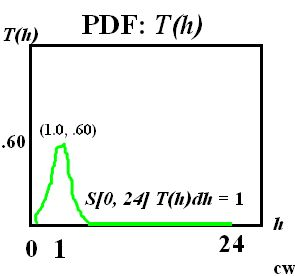 PDF: T(h)
T(h)
(1.0, .60)
.60
S[0, 24] T(h)dh = 1
h
0 1 24
cw